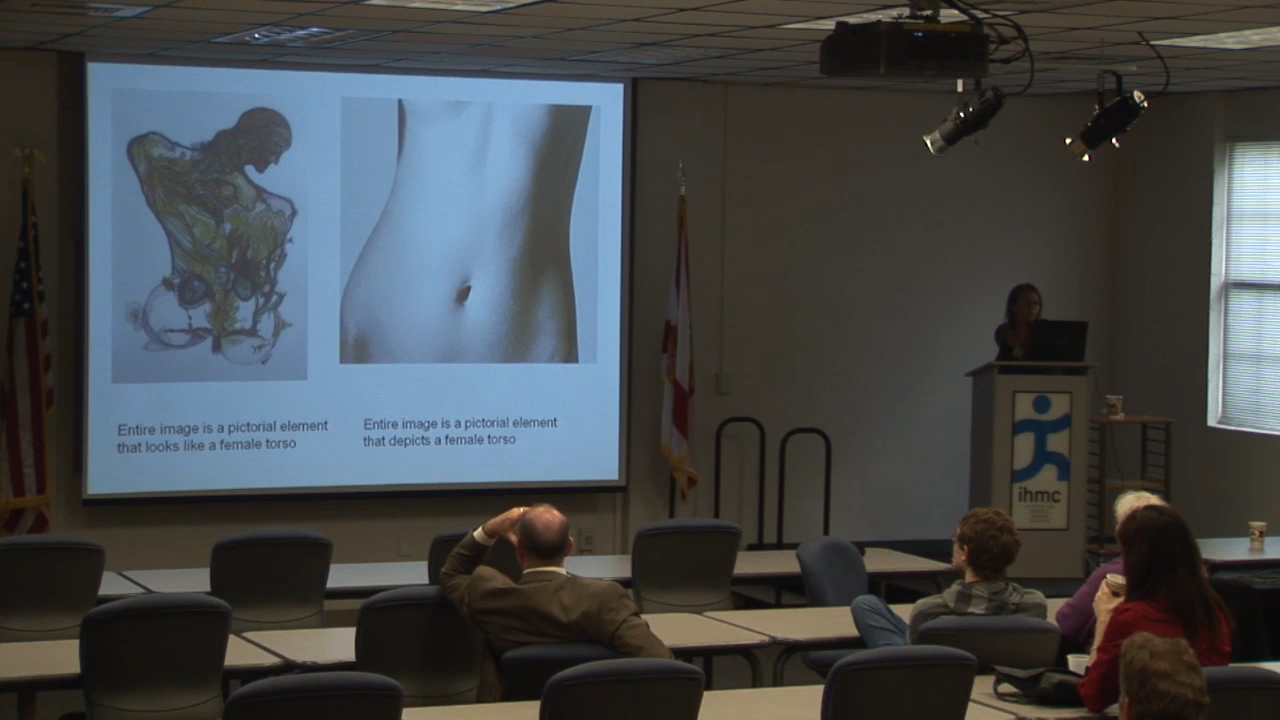 Entire image is a pictorial element
that looks like a female torso
Entire image is a pictorial element
that depicts a female torso
ihmc